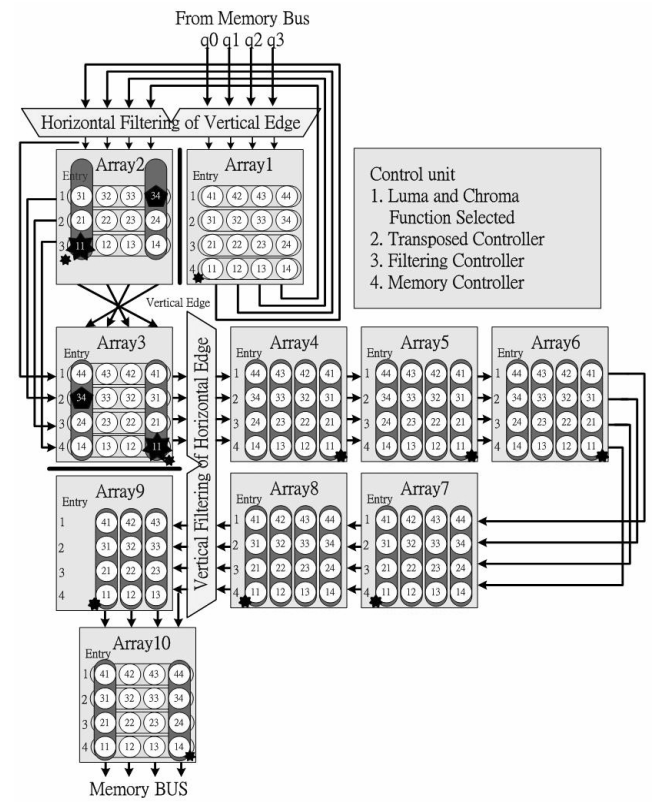 From Memory Bus
q0 q1 q2 q3
Horizontal Filtering of Vertical Edge
Array2
Entry
1 31 32 33 34
2 21 22 23 24
3 11 12 13 14
Array1
Entry
1 41 42 43 44
2 31 32 33 34
3 21 22 23 24
4 11 12 13 14
Control unit
1. Luma and Chroma
Function Selected
2. Transposed Controller
3. Filtering Controller
4. Memory Controller
Vertical Edge
Array3
Entry
1 44 43 42 41
2 34 33 32 31
3 24 23 22 21
4 14 13 12 11
Vertical Filtering of Horizontal Edge
Array4
Entry
1 44 43 42 41
2 34 33 32 31
3 24 23 22 21
4 14 13 12 11
Array5
Entry
1 44 43 42 41
2 34 33 32 31
3 24 23 22 21
4 14 13 12 11
Array6
Entry
1 44 43 42 41
2 34 33 32 31
3 24 23 22 21
4 14 13 12 11
Array9
Entry
1 41 42 43
2 31 32 33
3 21 22 23
4 11 12 13
Array8
Entry
1 41 42 43 44
2 31 32 33 34
3 21 22 23 24
4 11 12 13 14
Array7
Entry
1 41 42 43 44
2 31 32 33 34
3 21 22 23 24
4 11 12 13 14
Array10
Entry
1 41 42 43 44
2 31 32 33 34
3 21 22 23 24
4 11 12 13 14
Memory BUS